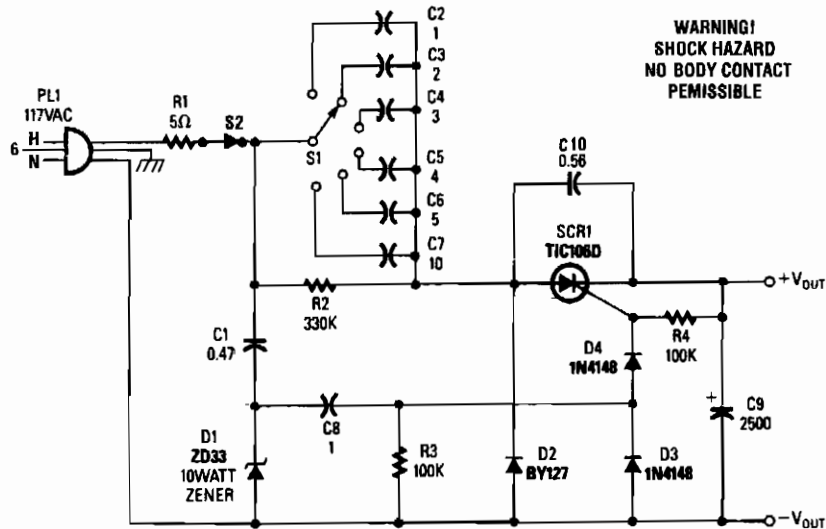 WARNING!
SHOCK HAZARD
NO BODY CONTACT
PEMISSIBLE
PL1
117VAC
H
6
N
R1
5Ω
S2
S1
C2
1
C3
2
C4
3
C5
4
C6
5
C7
10
C10
0.56
SCR1
TIC106D
+VOUT
R2
330K
R4
100K
C1
0.47
D4
1N4148
C8
1
+
C9
2500
D1
ZD33
10WATT
ZENER
R3
100K
D2
BY127
D3
1N4148
-VOUT